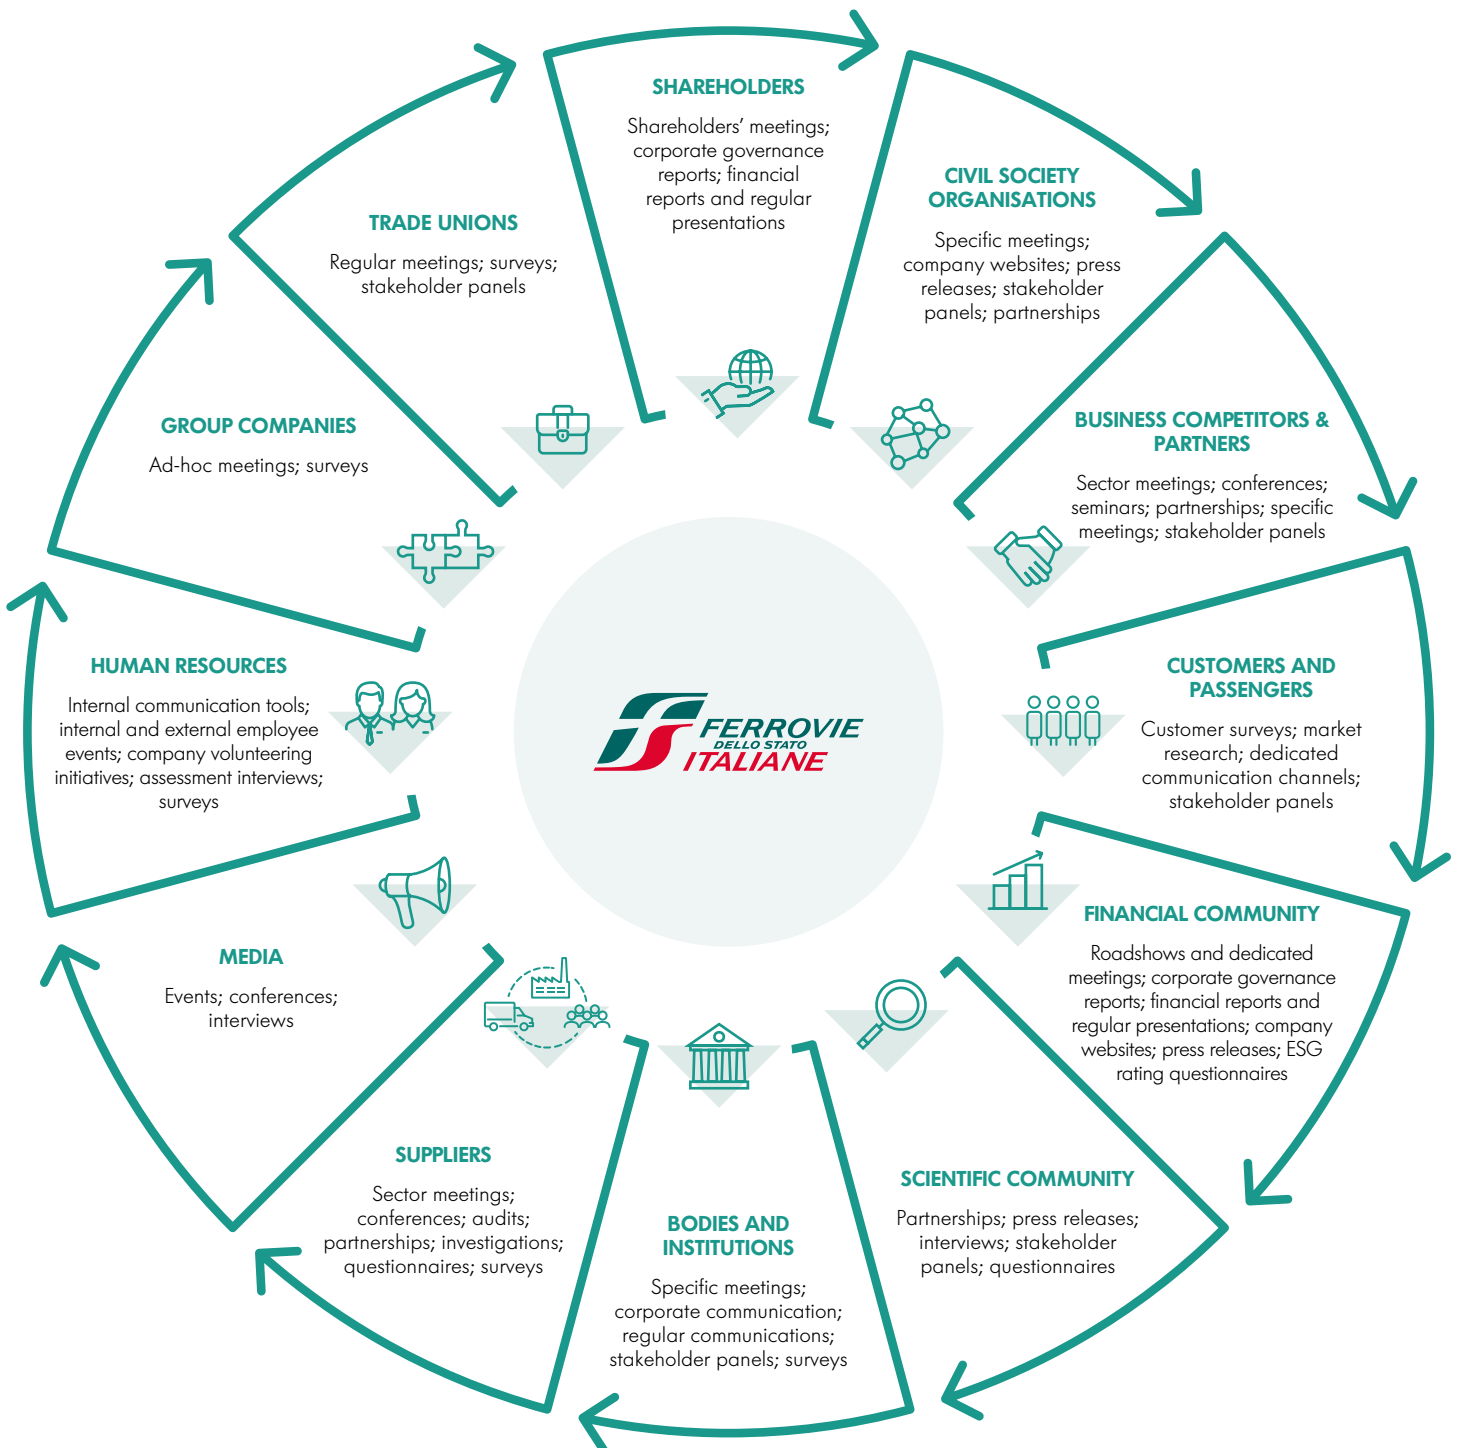 SHAREHOLDERS
Shareholders’ meetings;
corporate governance
reports; financial
reports and regular
presentations
CIVIL SOCIETY
ORGANISATIONS
Specific meetings;
company websites; press
releases; stakeholder
panels; partnerships
BUSINESS COMPETITORS &
PARTNERS
Sector meetings; conferences;
seminars; partnerships; specific
meetings; stakeholder panels
CUSTOMERS AND
PASSENGERS
Customer surveys; market
research; dedicated
communication channels;
stakeholder panels
FINANCIAL COMMUNITY
Roadshows and dedicated
meetings; corporate governance
reports; financial reports and
regular presentations; company
websites; press releases; ESG
rating questionnaires
SCIENTIFIC COMMUNITY
Partnerships; press releases;
interviews; stakeholder
panels; questionnaires
BODIES AND
INSTITUTIONS
Specific meetings;
corporate communication;
regular communications;
stakeholder panels; surveys
SUPPLIERS
Sector meetings;
conferences; audits;
partnerships; investigations;
questionnaires; surveys
MEDIA
Events; conferences;
interviews
HUMAN RESOURCES
Internal communication tools;
internal and external employee
events; company volunteering
initiatives; assessment interviews;
surveys
GROUP COMPANIES
Ad-hoc meetings; surveys
TRADE UNIONS
Regular meetings; surveys;
stakeholder panels
FERROVIE
DELLO STATO
ITALIANE